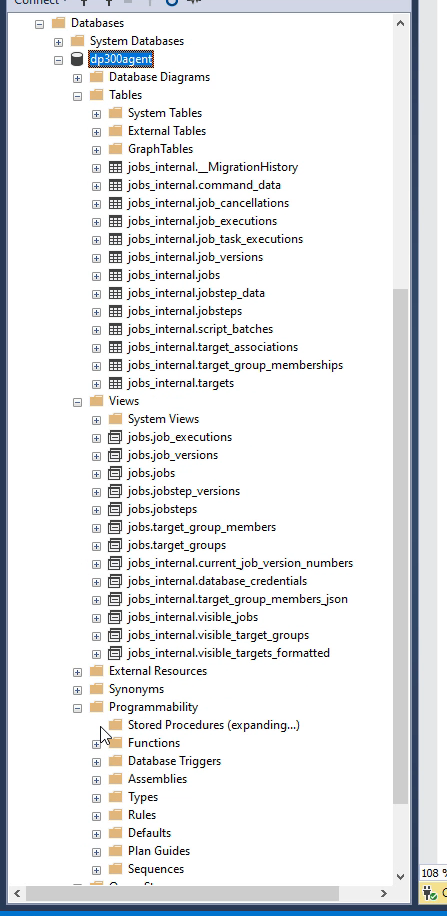 Connect
Databases
System Databases
dp300agent
Database Diagrams
Tables
System Tables
External Tables
GraphTables
jobs_internal.__MigrationHistory
jobs_internal.command_data
jobs_internal.job_cancellations
jobs_internal.job_executions
jobs_internal.job_task_executions
jobs_internal.job_versions
jobs_internal.jobs
jobs_internal.jobstep_data
jobs_internal.jobsteps
jobs_internal.script_batches
jobs_internal.target_associations
jobs_internal.target_group_memberships
jobs_internal.targets
Views
System Views
jobs.job_executions
jobs.job_versions
jobs.jobs
jobs.jobstep_versions
jobs.jobsteps
jobs.target_group_members
jobs.target_groups
jobs_internal.current_job_version_numbers
jobs_internal.database_credentials
jobs_internal.target_group_members_json
jobs_internal.visible_jobs
jobs_internal.visible_target_groups
jobs_internal.visible_targets_formatted
External Resources
Synonyms
Programmability
Stored Procedures (expanding...)
Functions
Database Triggers
Assemblies
Types
Rules
Defaults
Plan Guides
Sequences
108 %